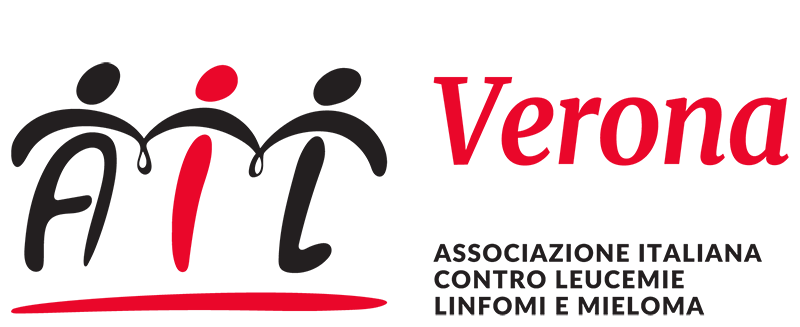 AIL
Verona
ASSOCIAZIONE ITALIANA
CONTRO LEUCEMIE
LINFOMI E MIELOMA